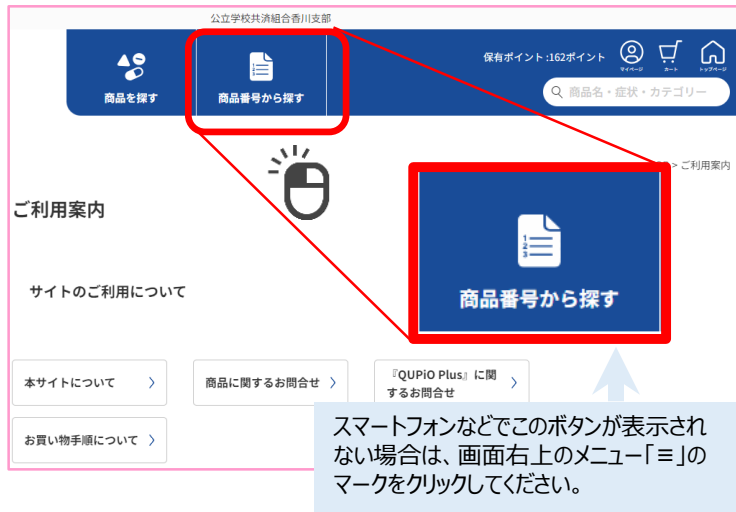 公立学校共済組合香川支部
保有ポイント:162ポイント
マイページ
カート
トップページ
商品を探す
商品番号から探す
商品名・症状・カテゴリー
> ご利用案内
ご利用案内
1
2
3
商品番号から探す
サイトのご利用について
本サイトについて
商品に関するお問合せ
『QUPiO Plus』に関
するお問合せ
お買い物手順について
スマートフォンなどでこのボタンが表示され
ない場合は、画面右上のメニュー「≡」の
マークをクリックしてください。